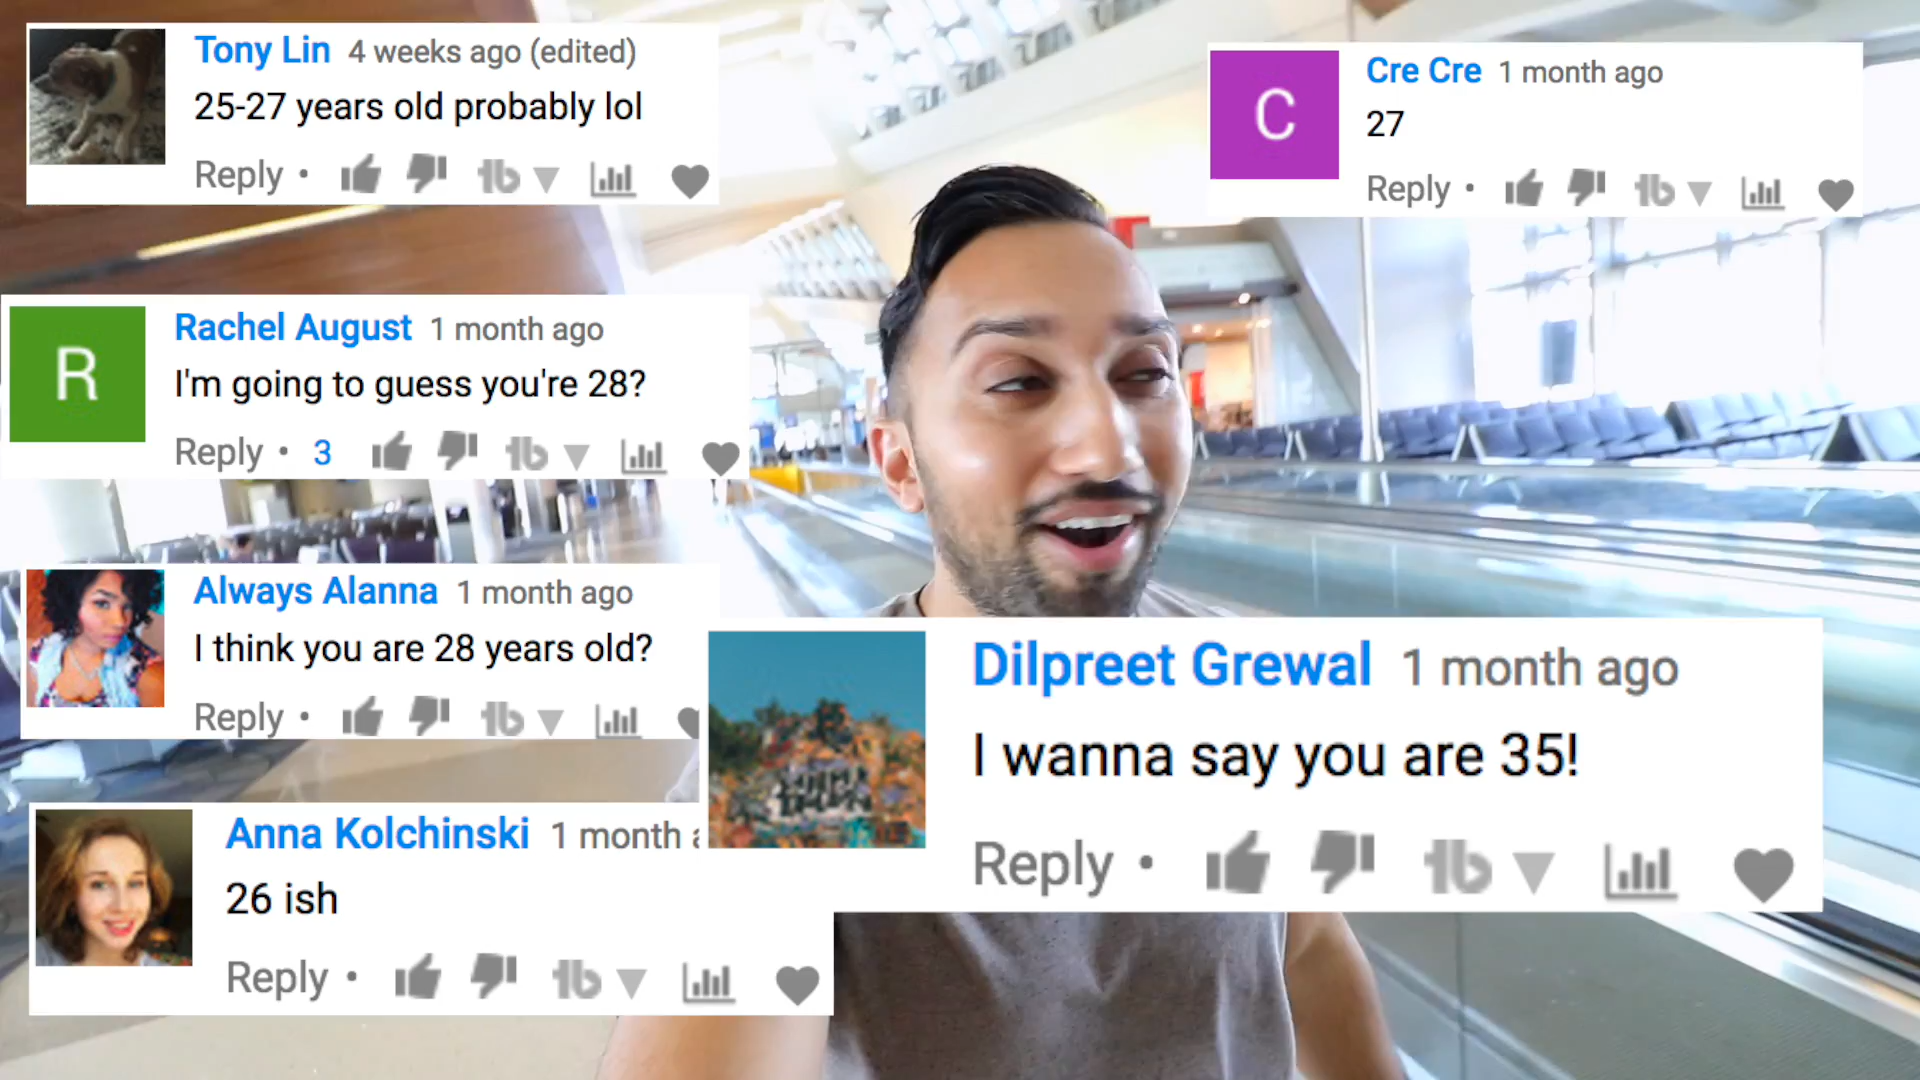 Tony Lin 4 weeks ago (edited)
25-27 years old probably lol
Reply •
C
Cre Cre 1 month ago
27
Reply •
R
Rachel August 1 month ago
I'm going to guess you're 28?
Reply • 3
Always Alanna 1 month ago
I think you are 28 years old?
Reply •
Dilpreet Grewal 1 month ago
I wanna say you are 35!
Reply •
Anna Kolchinski 1 month
26 ish
Reply •